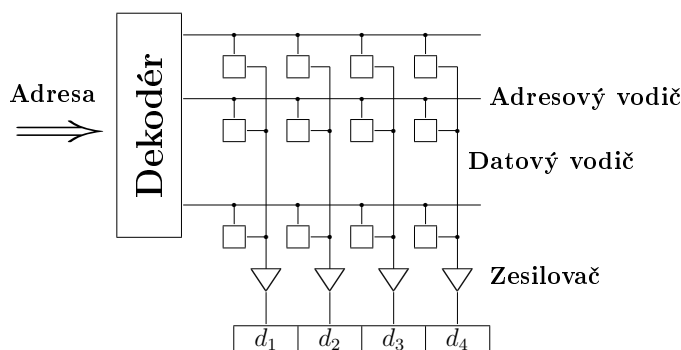 Adresa
Dekodér
Adresový vodič
Datový vodič
Zesilovač
d1 d2 d3 d4